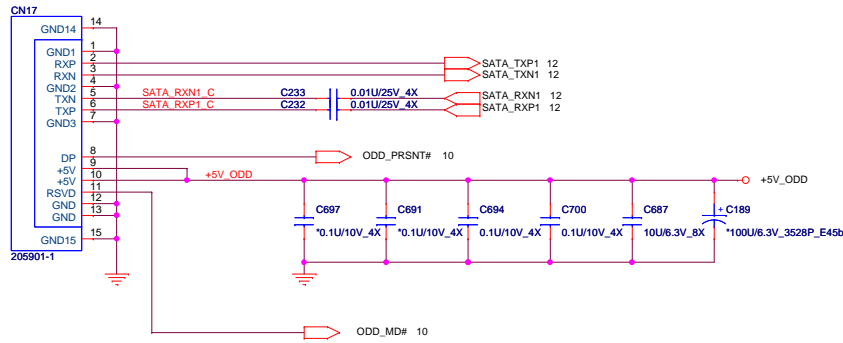 CN17
GND14 14
GND1 1
RXP 2 SATA_TXP1 12
RXN 3 SATA_TXN1 12
GND2 4
TXN 5 SATA_RXN1_C C233 0.01U/25V_4X SATA_RXN1 12
TXP 6 SATA_RXP1_C C232 0.01U/25V_4X SATA_RXP1 12
GND3 7
DP 8 ODD_PRSNT# 10
+5V 9
+5V 10 +5V_ODD +5V_ODD
RSVD 11
GND 12
GND 13
C697 C691 C694 C700 C687 + C189
*0.1U/10V_4X *0.1U/10V_4X 0.1U/10V_4X 0.1U/10V_4X 10U/6.3V_8X *100U/6.3V_3528P_E45b
GND15 15
205901-1
ODD_MD# 10